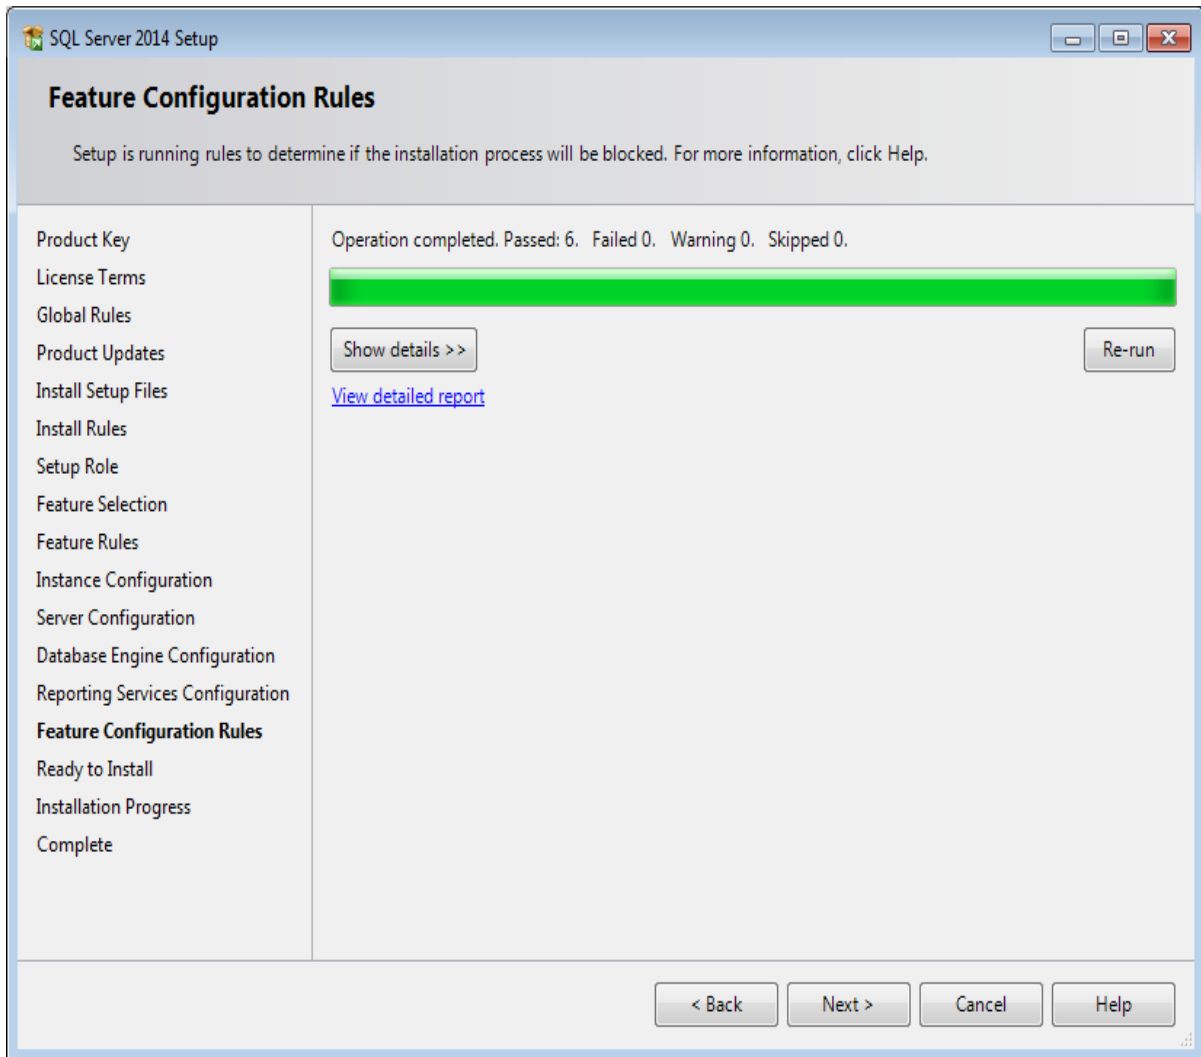 SQL Server 2014 Setup
Feature Configuration Rules
Setup is running rules to determine if the installation process will be blocked. For more information, click Help.
Product Key
License Terms
Global Rules
Product Updates
Install Setup Files
Install Rules
Setup Role
Feature Selection
Feature Rules
Instance Configuration
Server Configuration
Database Engine Configuration
Reporting Services Configuration
Feature Configuration Rules
Ready to Install
Installation Progress
Complete
Operation completed. Passed: 6.   Failed 0.   Warning 0.   Skipped 0.
Show details >>
Re-run
View detailed report
< Back
Next >
Cancel
Help